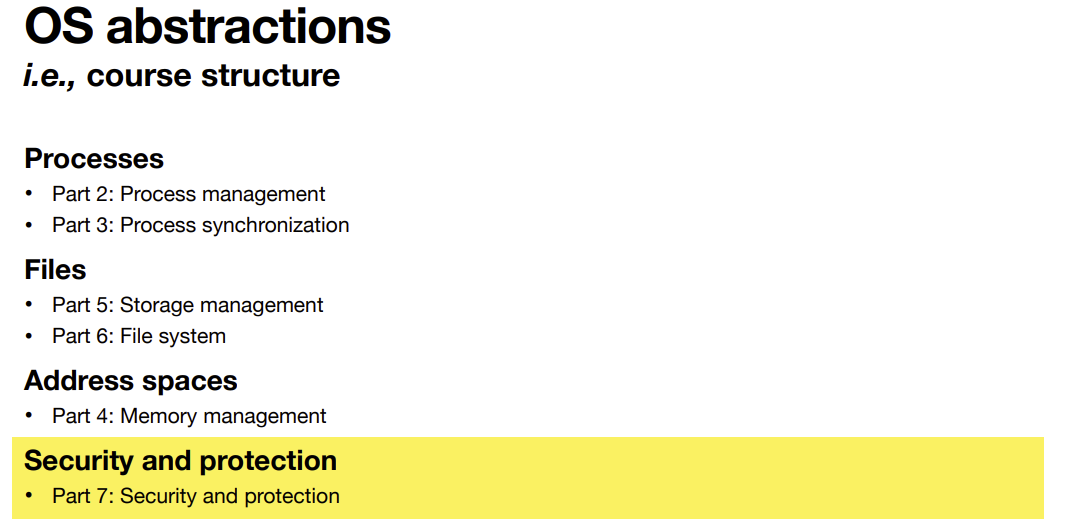 OS abstractions
i.e., course structure
Processes
• Part 2: Process management
• Part 3: Process synchronization
Files
• Part 5: Storage management
• Part 6: File system
Address spaces
• Part 4: Memory management
Security and protection
• Part 7: Security and protection